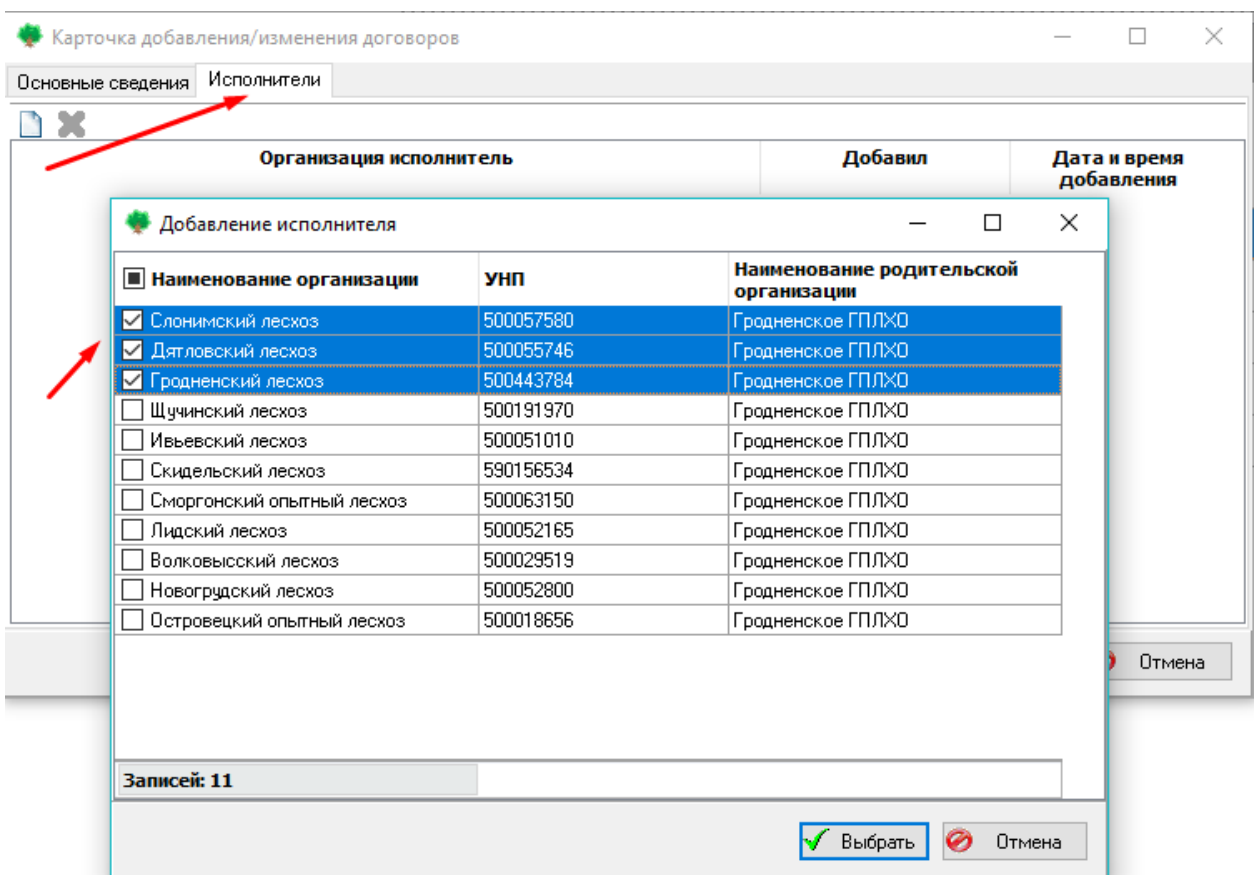 Карточка добавления/изменения договоров
Основные сведения Исполнители
Организация исполнитель Добавил Дата и время
добавления
Добавление исполнителя
Наименование организации УНП Наименование родительской
организации
Слонимский лесхоз 500057580 Гродненское ГПЛХО
Дятловский лесхоз 500055746 Гродненское ГПЛХО
Гродненский лесхоз 500443784 Гродненское ГПЛХО
Щучинский лесхоз 500191970 Гродненское ГПЛХО
Ивьевский лесхоз 500051010 Гродненское ГПЛХО
Скидельский лесхоз 590156534 Гродненское ГПЛХО
Сморгонский опытный лесхоз 500063150 Гродненское ГПЛХО
Лидский лесхоз 500052165 Гродненское ГПЛХО
Волковысский лесхоз 500029519 Гродненское ГПЛХО
Новогрудский лесхоз 500052800 Гродненское ГПЛХО
Островецкий опытный лесхоз 500018656 Гродненское ГПЛХО
Отмена
Записей: 11
Выбрать Отмена